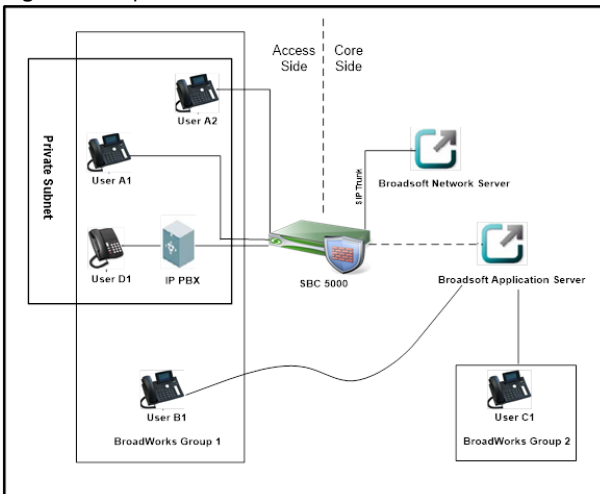 Access
Side
Core
Side
User A2
Private Subnet
User A1
SIP Trunk
Broadsoft Network Server
User D1
IP PBX
SBC 5000
Broadsoft Application Server
User B1
BroadWorks Group 1
User C1
BroadWorks Group 2